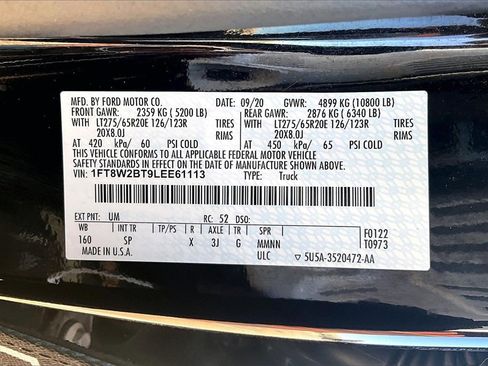 MFD. BY FORD MOTOR CO. 09/20 GVWR: 4899 KG (10800 LB)
FRONT GAWR: 2359 KG ( 5200 LB) REAR GAWR: 2876 KG ( 6340 LB)
WITH LT275/65R20E 126/123R TIRES WITH LT275/65R20E 126/123R TIRES
20X8.0J RIMS 20X8.0J RIMS
AT 420 kPa/ 60 PSI COLD AT 450 kPa/ 65 PSI COLD
THIS VEHICLE CONFORMS TO ALL APPLICABLE FEDERAL MOTOR VEHICLE
SAFETY STANDARDS IN EFFECT ON THE DATE OF MANUFACTURE SHOWN ABOVE.
VIN: 1FT8W2BT9LEE61113 TYPE: Truck
EXT PNT: UM RC: 52 DSO:
WB INT TR TP/PS R AXLE TR SPR F0122
160 SP X 3J G MMNN T0973
MADE IN U.S.A. ULC ▽ 5U5A-3520472-AA